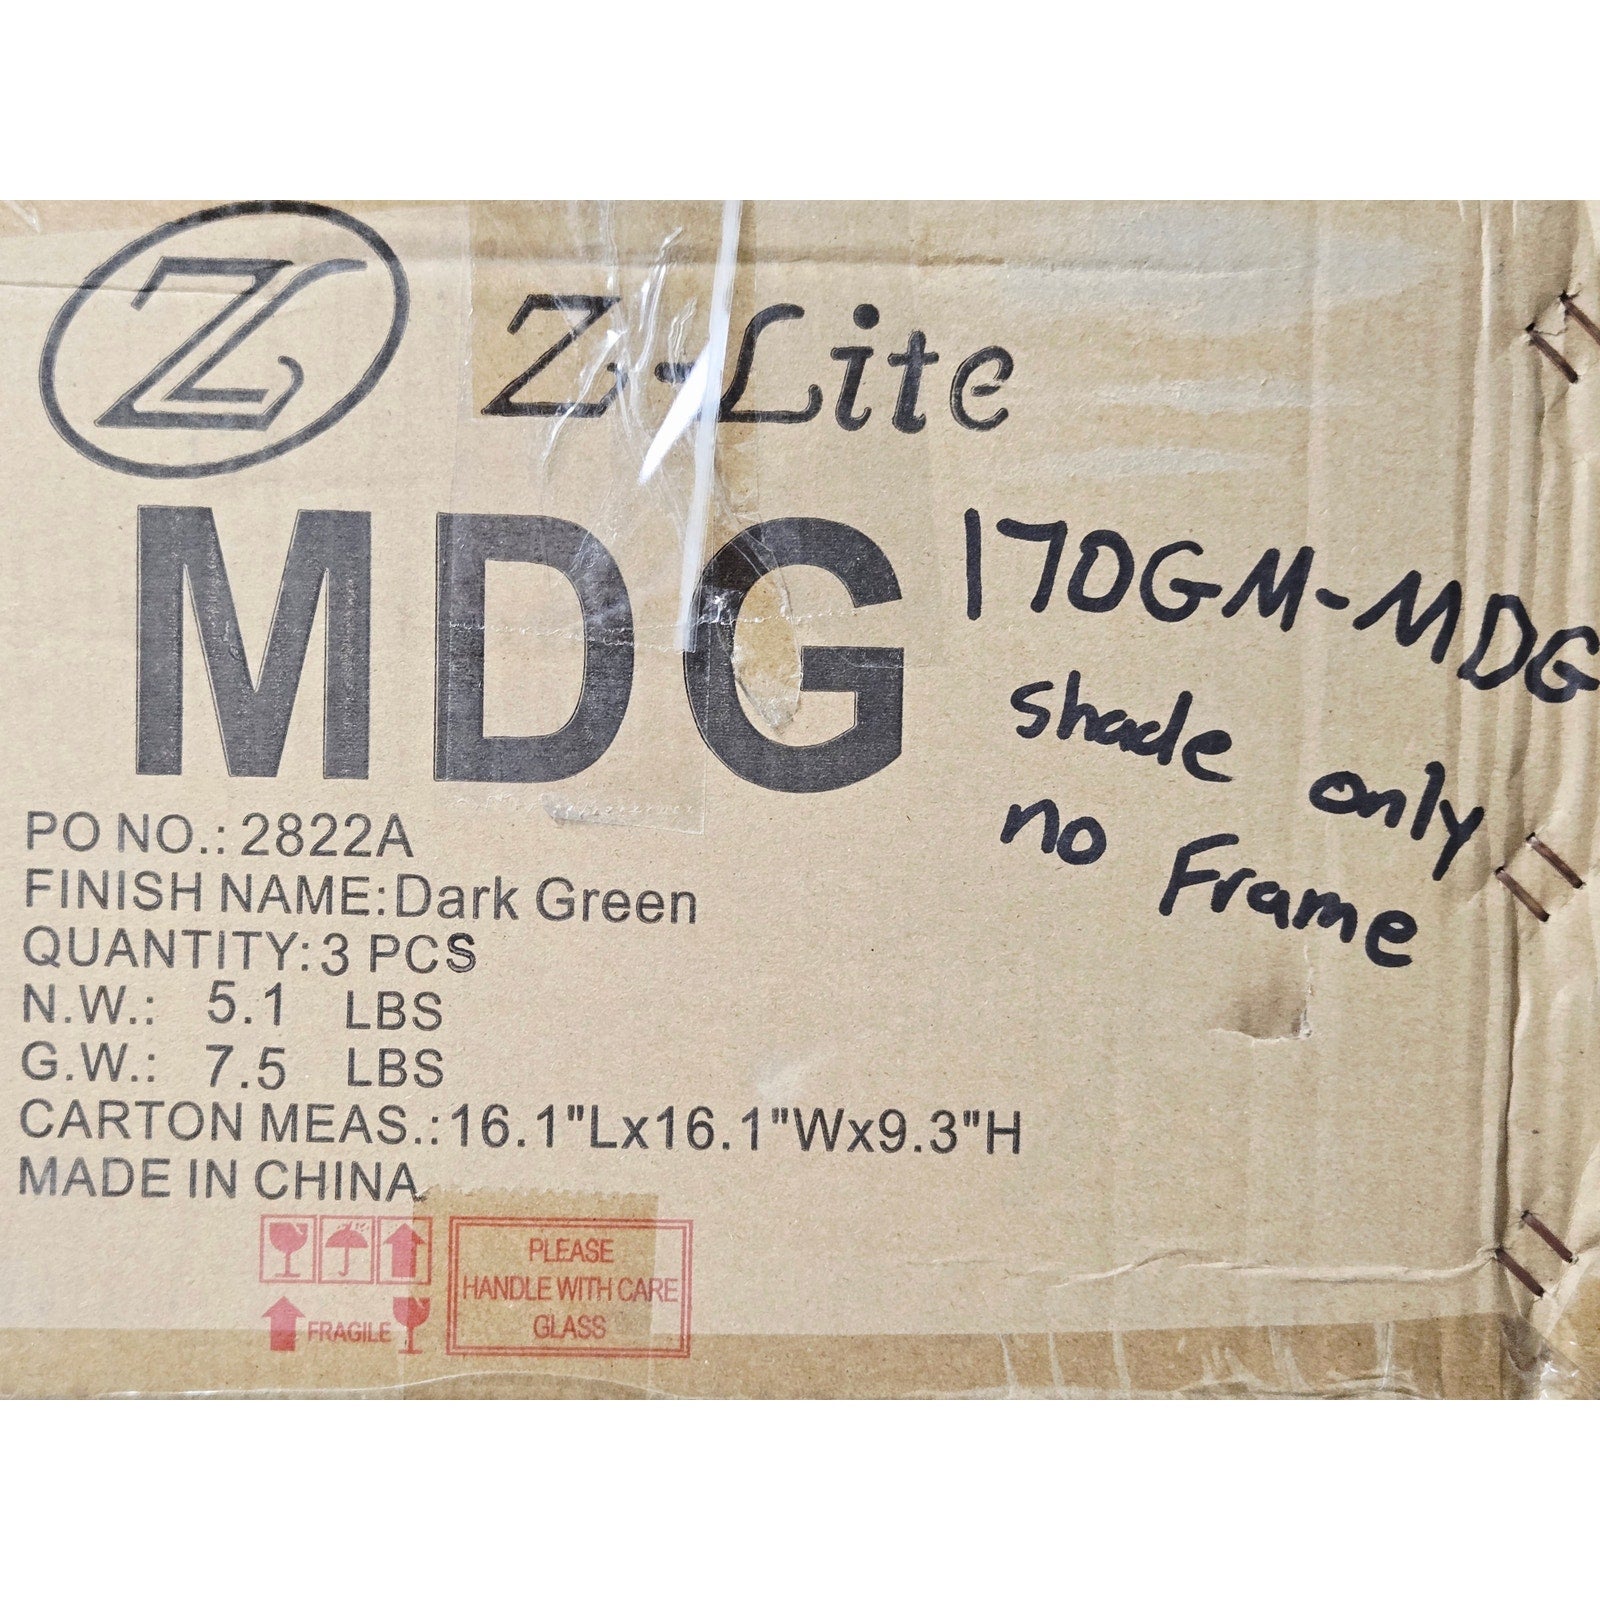 Z-Lite
MDG
170GM-MDG
shade only
no Frame
PO NO.: 2822A
FINISH NAME:Dark Green
QUANTITY:3 PCS
N.W.: 5.1 LBS
G.W.: 7.5 LBS
CARTON MEAS.:16.1"Lx16.1"Wx9.3"H
MADE IN CHINA
FRAGILE
PLEASE
HANDLE WITH CARE
GLASS